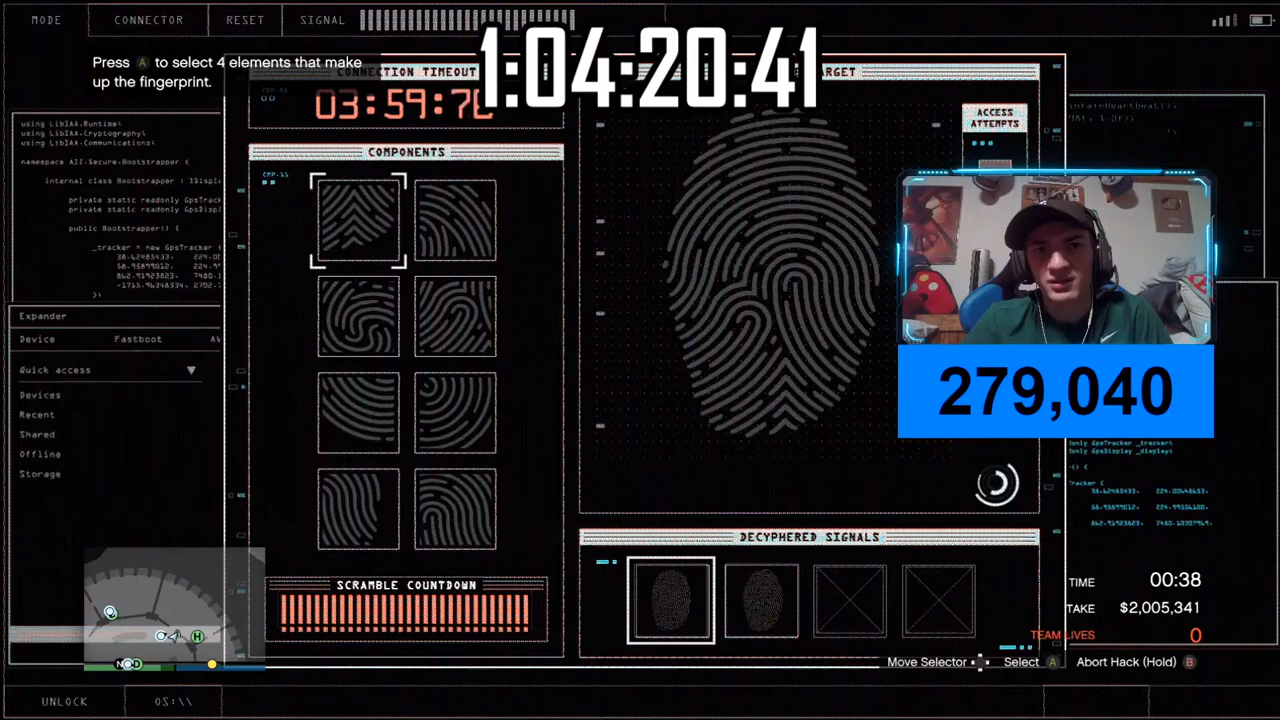 MODE
CONNECTOR
RESET
SIGNAL
Press A to select 4 elements that make
up the fingerprint.
1:04:20:41
CONNECTION TIMEOUT
03:59:7
COMPONENTS
ACCESS
ATTEMPTS
using LibIAA.Runtime;
using LibIAA.Cryptography;
using LibIAA.Communications;
namespace AII.Secure.Bootstrapper {
internal class Bootstrapper : IDispl
private static readonly GpsTrack
private static readonly GpsDispl
public Bootstrapper() {
_tracker = new GpsTracker
Expander
Device
Fastboot
Quick access
Devices
Recent
Shared
Offline
Storage
279,040
SCRAMBLE COUNTDOWN
DECYPHERED SIGNALS
TIME 00:38
TAKE $2,005,341
TEAM LIVES 0
Move Selector
Select A
Abort Hack (Hold) B
H
UNLOCK
OS:\\